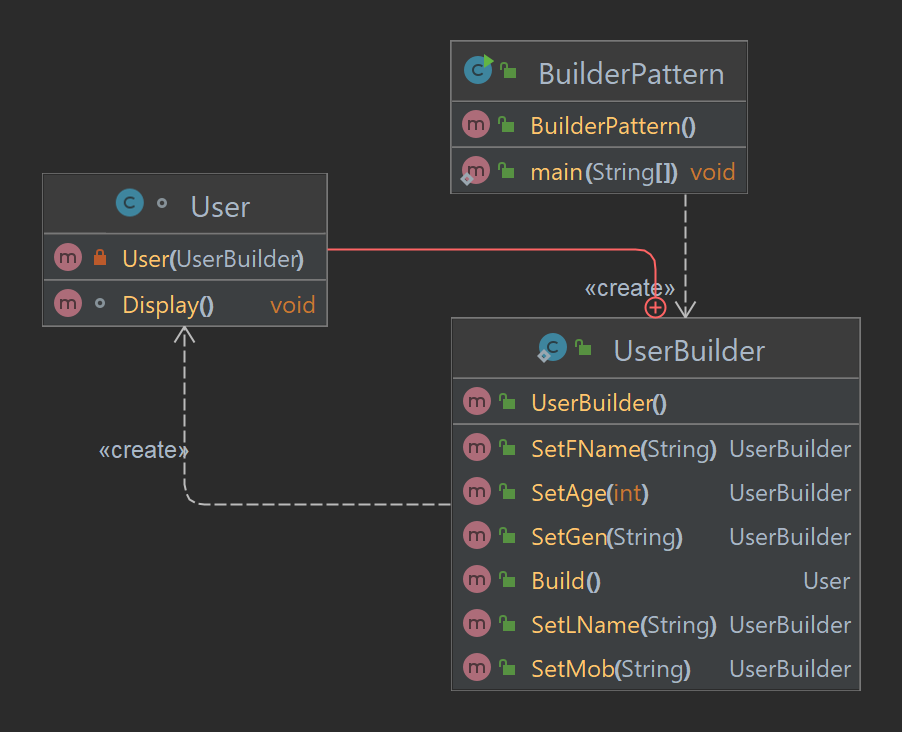 BuilderPattern
BuilderPattern()
main(String[]) void
User
User(UserBuilder)
Display() void
«create»
UserBuilder
UserBuilder()
SetFName(String) UserBuilder
SetAge(int) UserBuilder
SetGen(String) UserBuilder
Build() User
SetLName(String) UserBuilder
SetMob(String) UserBuilder
«create»